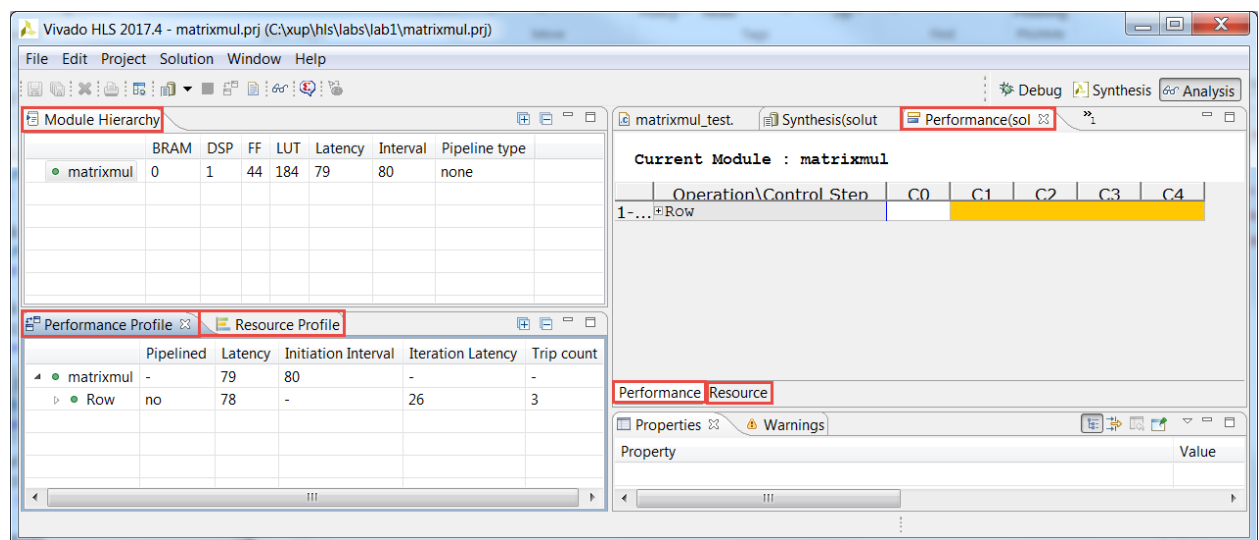 Vivado HLS 2017.4 - matrixmul.prj (C:\xup\hls\labs\lab1\matrixmul.prj)
File Edit Project Solution Window Help
Debug Synthesis Analysis
Module Hierarchy
BRAM DSP FF LUT Latency Interval Pipeline type
matrixmul 0 1 44 184 79 80 none
Performance Profile Resource Profile
Pipelined Latency Initiation Interval Iteration Latency Trip count
matrixmul - 79 80 - -
Row no 78 - 26 3
matrixmul_test. Synthesis(solut Performance(sol »1
Current Module : matrixmul
Operation\Control Step C0 C1 C2 C3 C4
1-... Row
Performance Resource
Properties Warnings
Property Value